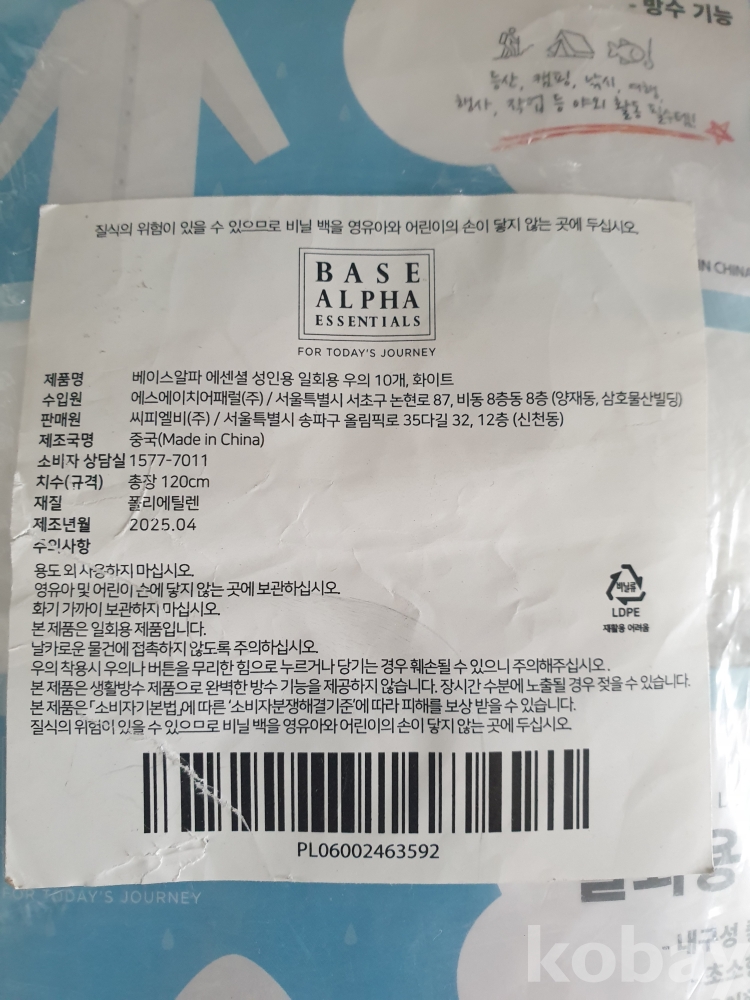 - 방수 기능
등산, 캠핑, 낚시, 여행,
행사, 작업 등 야외 활동 필수템!
IN CHINA
질식의 위험이 있을 수 있으므로 비닐 백을 영유아와 어린이의 손이 닿지 않는 곳에 두십시오.
BASE
ALPHA
ESSENTIALS
FOR TODAY'S JOURNEY
제품명 베이스알파 에센셜 성인용 일회용 우의 10개, 화이트
수입원 에스에이치어패럴(주) / 서울특별시 서초구 논현로 87, 비동 8층동 8층 (양재동, 삼호물산빌딩)
판매원 씨피엘비(주) / 서울특별시 송파구 올림픽로 35다길 32, 12층 (신천동)
제조국명 중국(Made in China)
소비자 상담실 1577-7011
치수(규격) 총장 120cm
재질 폴리에틸렌
제조년월 2025.04
주의사항
용도 외 사용하지 마십시오.
영유아 및 어린이 손에 닿지 않는 곳에 보관하십시오.
화기 가까이 보관하지 마십시오.
본 제품은 일회용 제품입니다.
날카로운 물건에 접촉하지 않도록 주의하십시오.
우의 착용시 우의나 버튼을 무리한 힘으로 누르거나 당기는 경우 훼손될 수 있으니 주의해주십시오.
본 제품은 생활방수 제품으로 완벽한 방수 기능을 제공하지 않습니다. 장시간 수분에 노출될 경우 젖을 수 있습니다.
본 제품은 「소비자기본법」에 따른 '소비자분쟁해결기준'에 따라 피해를 보상 받을 수 있습니다.
질식의 위험이 있을 수 있으므로 비닐 백을 영유아와 어린이의 손이 닿지 않는 곳에 두십시오.
비닐류
LDPE
재활용 어려움
PL06002463592
FOR TODAY'S JOURNEY
일회용
- 내구성
초소
koba